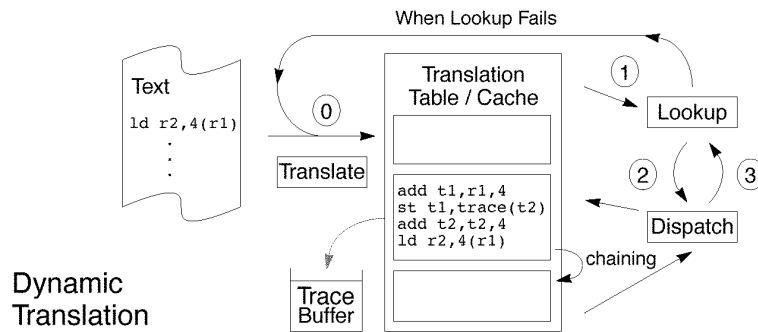 When Lookup Fails
Text
ld r2,4(r1)
.
.
.
0
Translate
Translation
Table / Cache
add t1,r1,4
st t1,trace(t2)
add t2,t2,4
ld r2,4(r1)
chaining
1
Lookup
2
3
Dispatch
Trace
Buffer
Dynamic
Translation